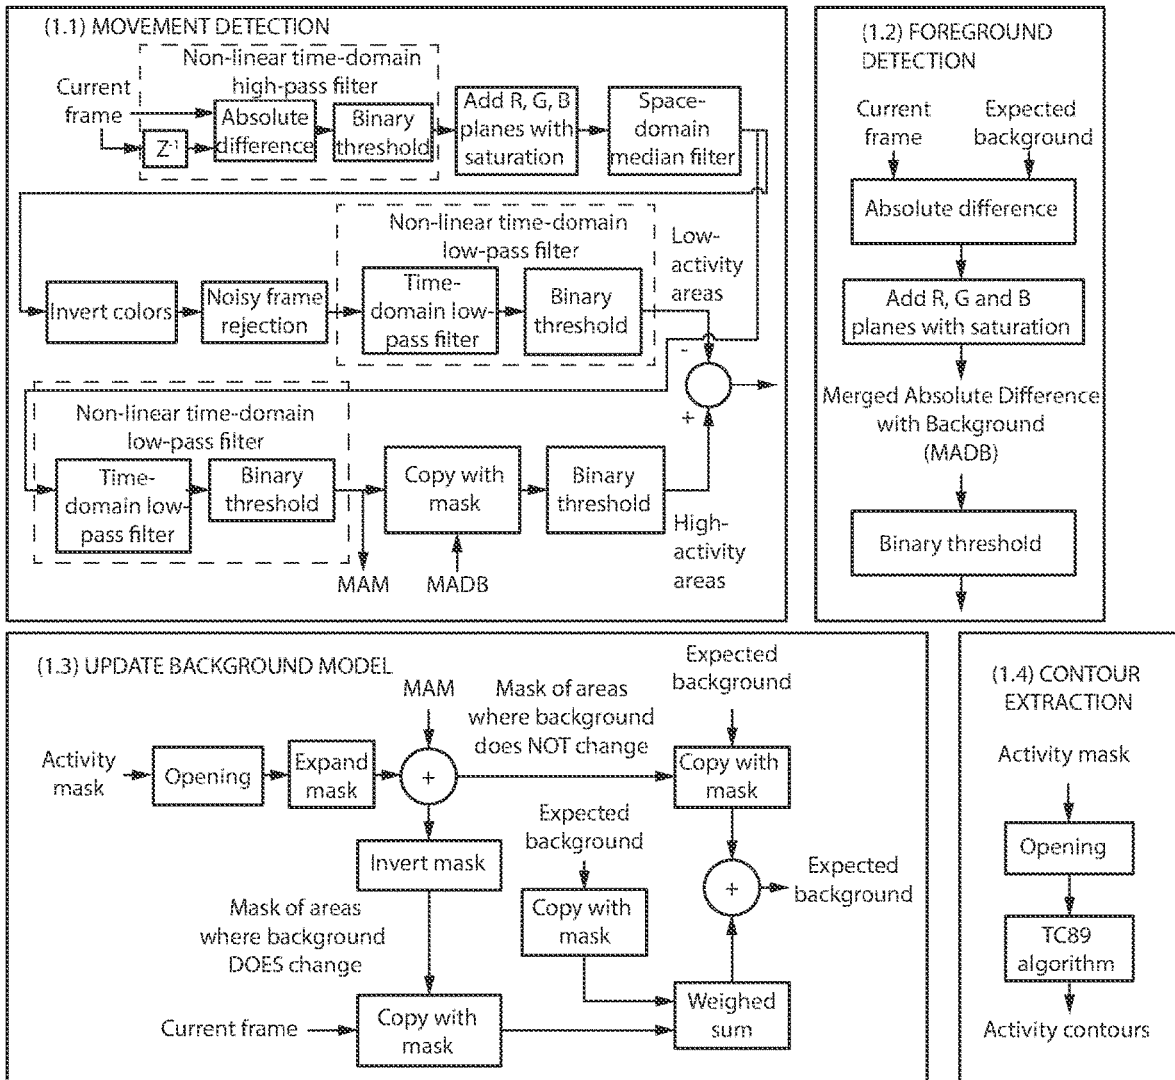 (1.1) MOVEMENT DETECTION
Non-linear time-domain
high-pass filter
Current
frame
Z-1
Absolute
difference
Binary
threshold
Add R, G, B
planes with
saturation
Space-
domain
median filter
Non-linear time-domain
low-pass filter
Low-
activity
areas
Invert colors
Noisy frame
rejection
Time-
domain low-
pass filter
Binary
threshold
-
+
Non-linear time-domain
low-pass filter
Time-
domain low-
pass filter
Binary
threshold
Copy with
mask
Binary
threshold
High-
activity
areas
MAM
MADB
(1.2) FOREGROUND
DETECTION
Current
frame
Expected
background
Absolute difference
Add R, G and B
planes with saturation
Merged Absolute Difference
with Background
(MADB)
Binary threshold
(1.3) UPDATE BACKGROUND MODEL
MAM
Mask of areas
where background
does NOT change
Expected
background
Activity
mask
Opening
Expand
mask
+
Copy with
mask
Expected
background
Invert mask
+
Expected
background
Mask of areas
where background
DOES change
Copy with
mask
Current frame
Copy with
mask
Weighed
sum
(1.4) CONTOUR
EXTRACTION
Activity mask
Opening
TC89
algorithm
Activity contours